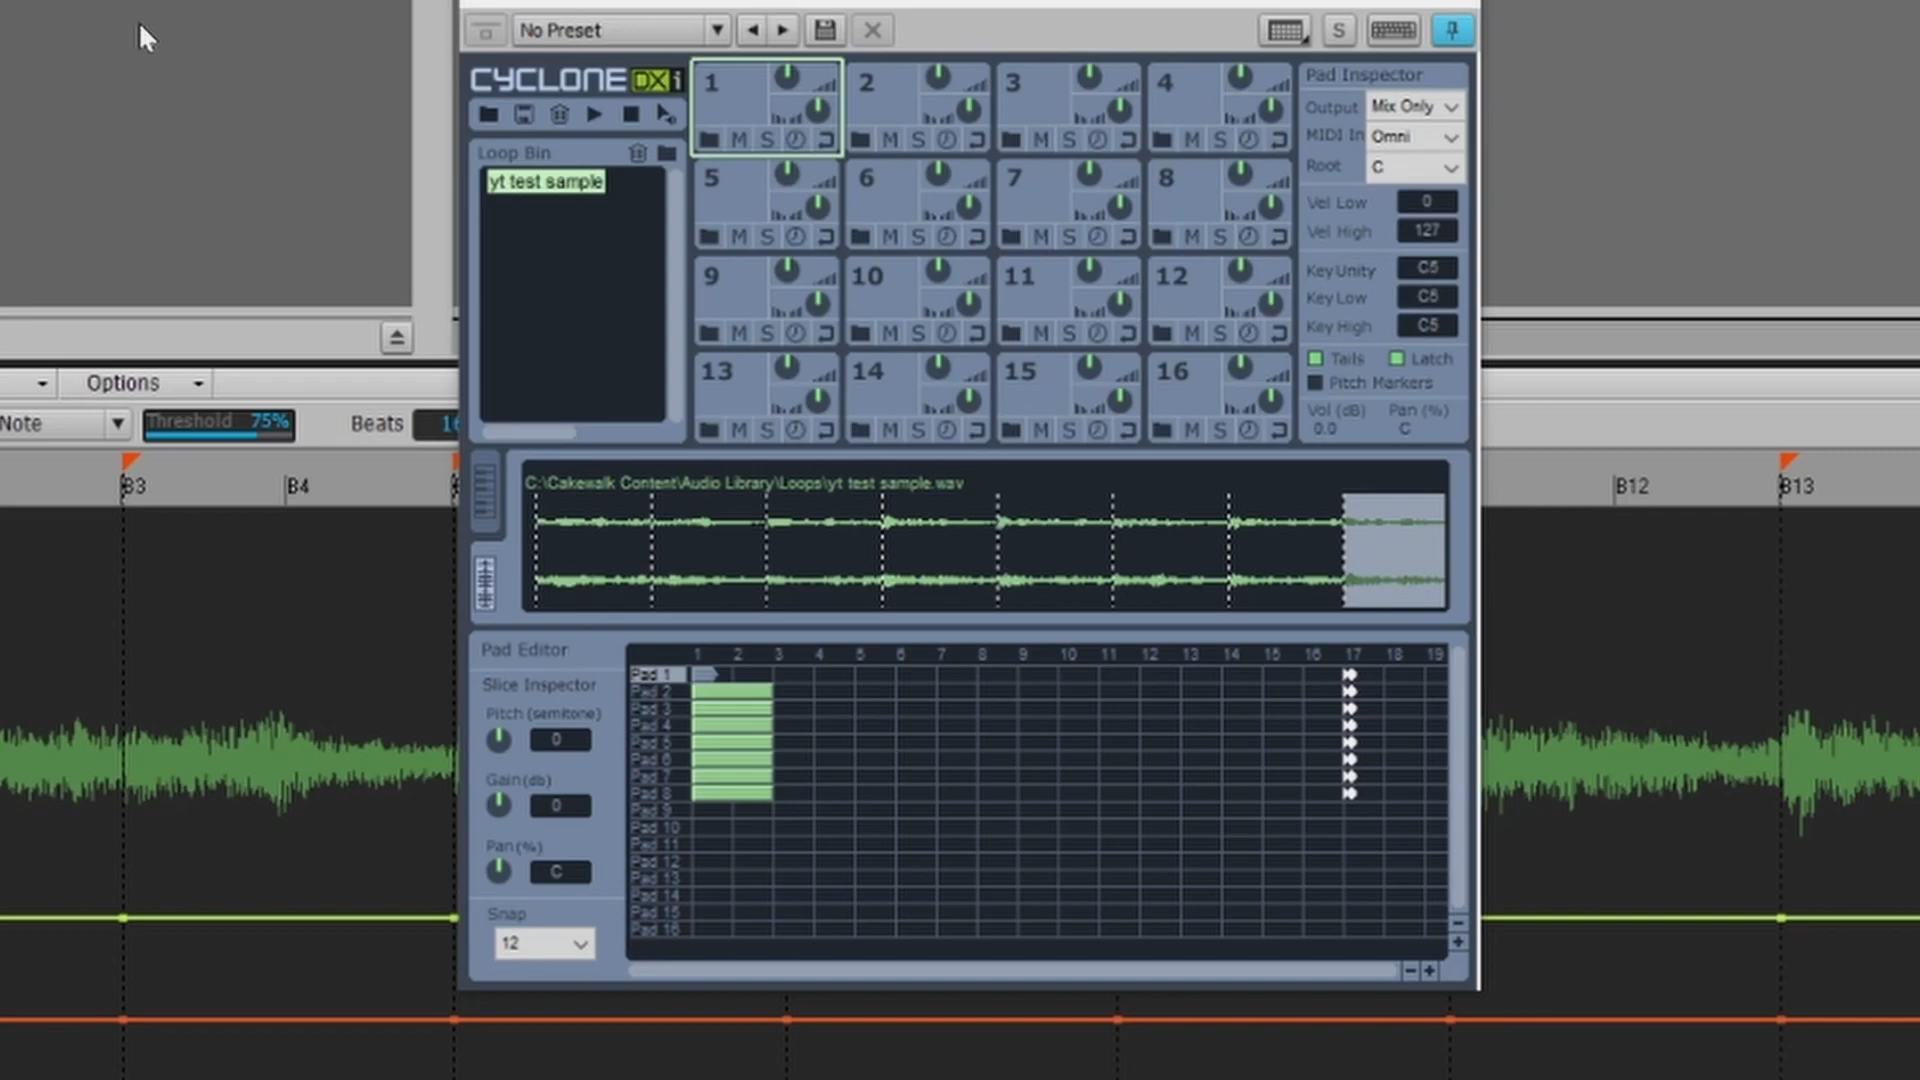 No Preset
S
CYCLONE DXi
Loop Bin
yt test sample
1
2
3
4
M S
M S
M S
M S
5
6
7
8
M S
M S
M S
M S
9
10
11
12
M S
M S
M S
M S
13
14
15
16
M S
M S
M S
M S
Pad Inspector
Output Mix Only
MIDI In Omni
Root C
Vel Low 0
Vel High 127
Key Unity C5
Key Low C5
Key High C5
Tails Latch
Pitch Markers
Vol (dB) Pan (%)
0.0 C
Options
Note Threshold 75% Beats 16
B3 B4 B12 B13
C:\Cakewalk Content\Audio Library\Loops\yt test sample.wav
Pad Editor
Slice Inspector
Pitch (semitone)
0
Gain (db)
0
Pan (%)
C
Snap
12
1 2 3 4 5 6 7 8 9 10 11 12 13 14 15 16 17 18 19
Pad 1
Pad 2
Pad 3
Pad 4
Pad 5
Pad 6
Pad 7
Pad 8
Pad 9
Pad 10
Pad 11
Pad 12
Pad 13
Pad 14
Pad 15
Pad 16